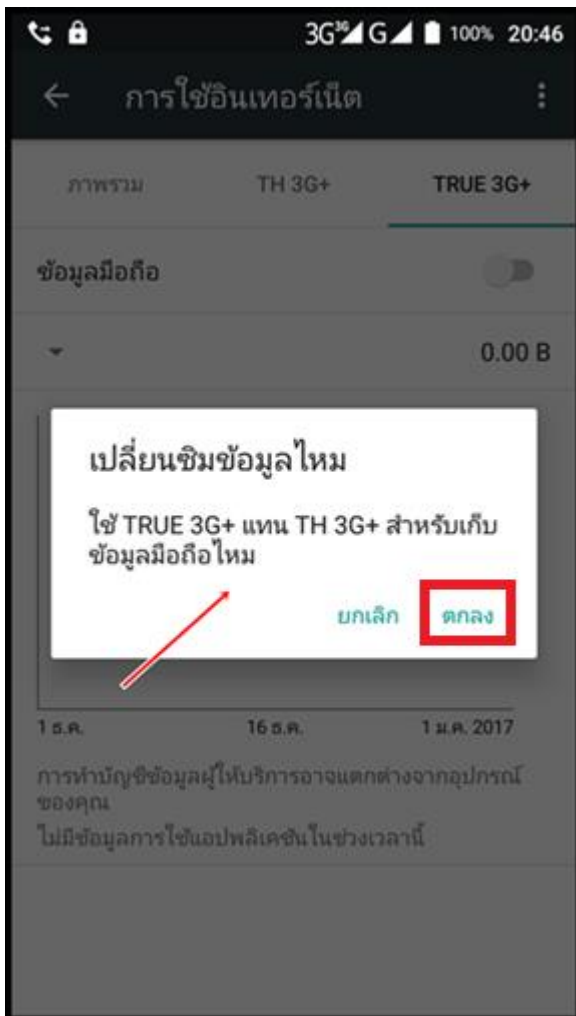 3G 3G G 100% 20:46
การใช้อินเทอร์เน็ต
ภาพรวม TH 3G+ TRUE 3G+
ข้อมูลมือถือ
0.00 B
เปลี่ยนซิมข้อมูลไหม
ใช้ TRUE 3G+ แทน TH 3G+ สำหรับเก็บ
ข้อมูลมือถือไหม
ยกเลิก ตกลง
1 ธ.ค. 16 ธ.ค. 1 ม.ค. 2017
การทำบัญชีข้อมูลผู้ให้บริการอาจแตกต่างจากอุปกรณ์
ของคุณ
ไม่มีข้อมูลการใช้แอปพลิเคชันในช่วงเวลานี้